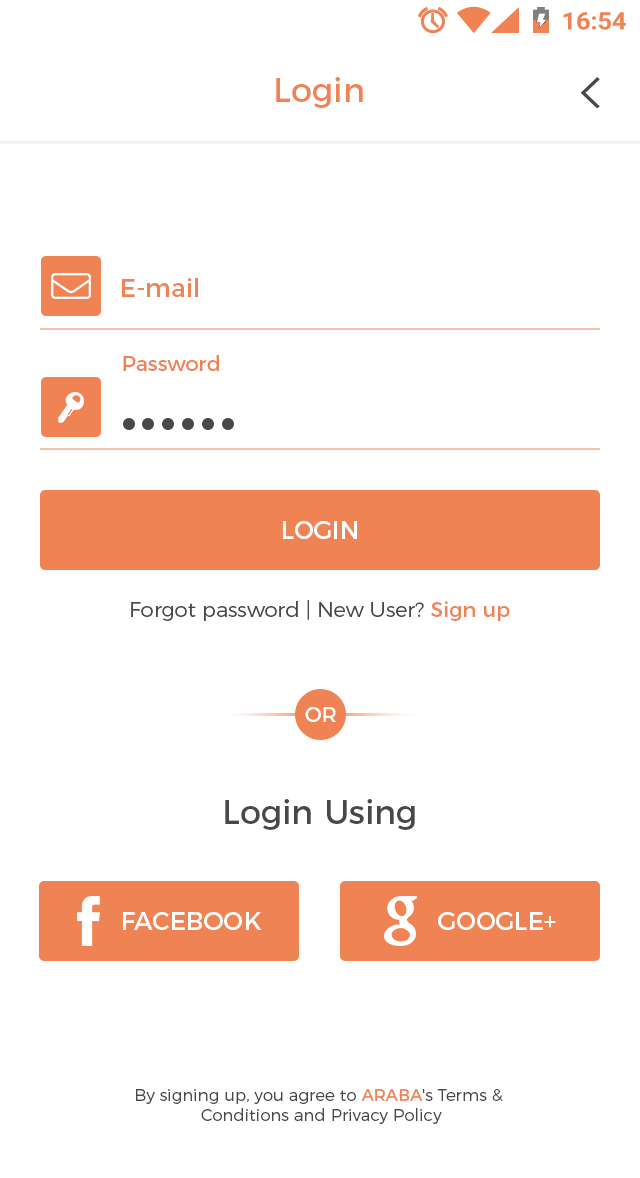 16:54
Login
E-mail
Password
LOGIN
Forgot password | New User? Sign up
OR
Login Using
f FACEBOOK
g GOOGLE+
By signing up, you agree to ARABA's Terms &
Conditions and Privacy Policy